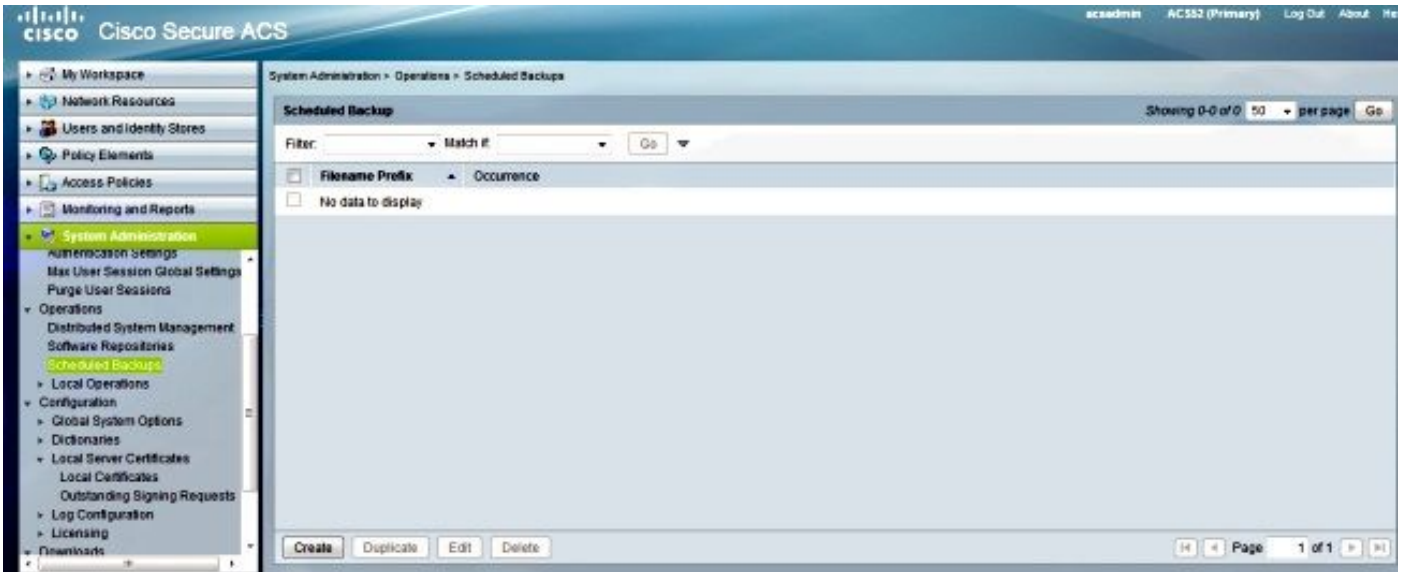 cisco Cisco Secure ACS
acsadmin ACS52 (Primary) Log Out About He
My Workspace
Network Resources
Users and Identity Stores
Policy Elements
Access Policies
Monitoring and Reports
System Administration
Authentication Settings
Max User Session Global Settings
Purge User Sessions
Operations
Distributed System Management
Software Repositories
Scheduled Backups
Local Operations
Configuration
Global System Options
Dictionaries
Local Server Certificates
Local Certificates
Outstanding Signing Requests
Log Configuration
Licensing
Downloads
System Administration > Operations > Scheduled Backups
Scheduled Backup
Showing 0-0 of 0 50 per page Go
Filter: Match if: Go
Filename Prefix Occurrence
No data to display
Create Duplicate Edit Delete
Page 1 of 1